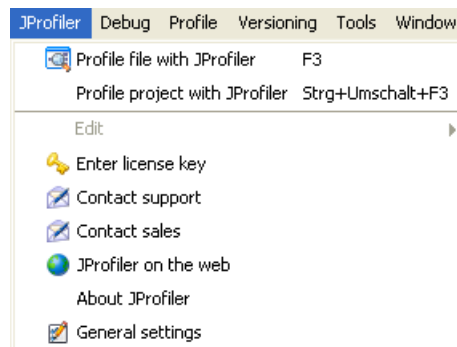 JProfiler Debug Profile Versioning Tools Window
Profile file with JProfiler F3
Profile project with JProfiler Strg+Umschalt+F3
Edit
Enter license key
Contact support
Contact sales
JProfiler on the web
About JProfiler
General settings